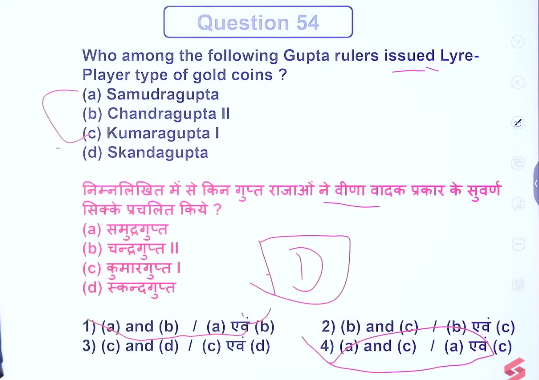 Question 54
Who among the following Gupta rulers issued Lyre-
Player type of gold coins ?
(a) Samudragupta
(b) Chandragupta II
(c) Kumaragupta I
(d) Skandagupta
निम्नलिखित में से किन गुप्त राजाओं ने वीणा वादक प्रकार के सुवर्ण
सिक्के प्रचलित किये ?
(a) समुद्रगुप्त
(b) चन्द्रगुप्त II
(c) कुमारगुप्त I
(d) स्कन्दगुप्त
D
1) (a) and (b) / (a) एवं (b) 2) (b) and (c) / (b) एवं (c)
3) (c) and (d) / (c) एवं (d) 4) (a) and (c) / (a) एवं (c)